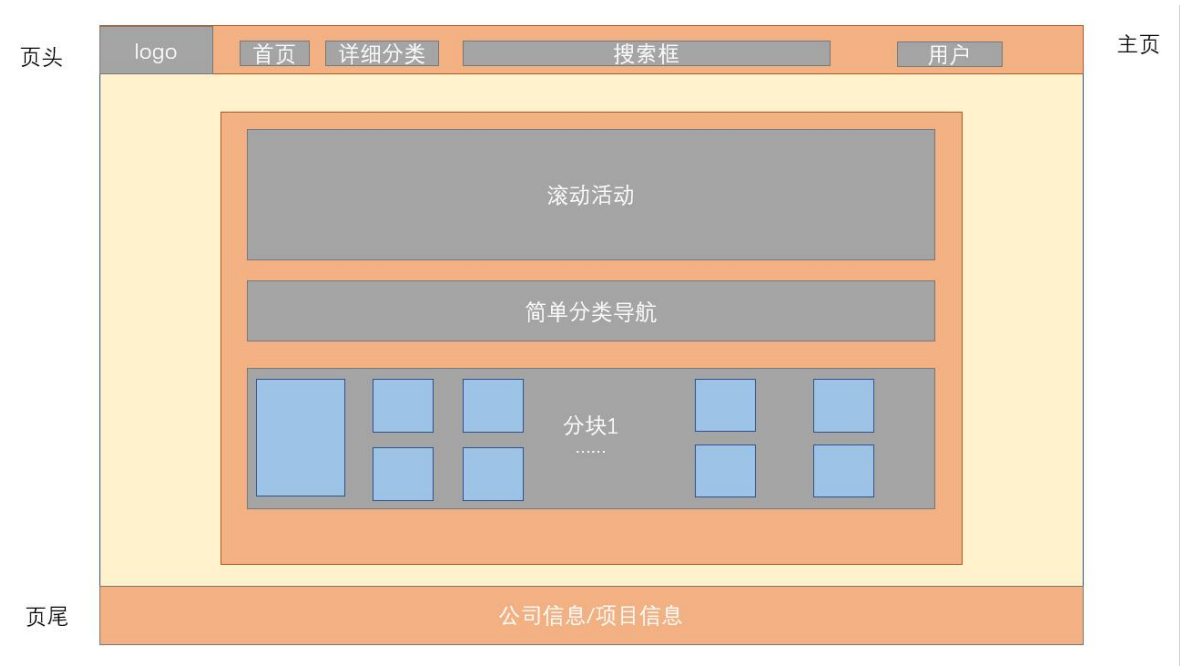 页头
logo
首页
详细分类
搜索框
用户
主页
滚动活动
简单分类导航
分块1
......
页尾
公司信息/项目信息